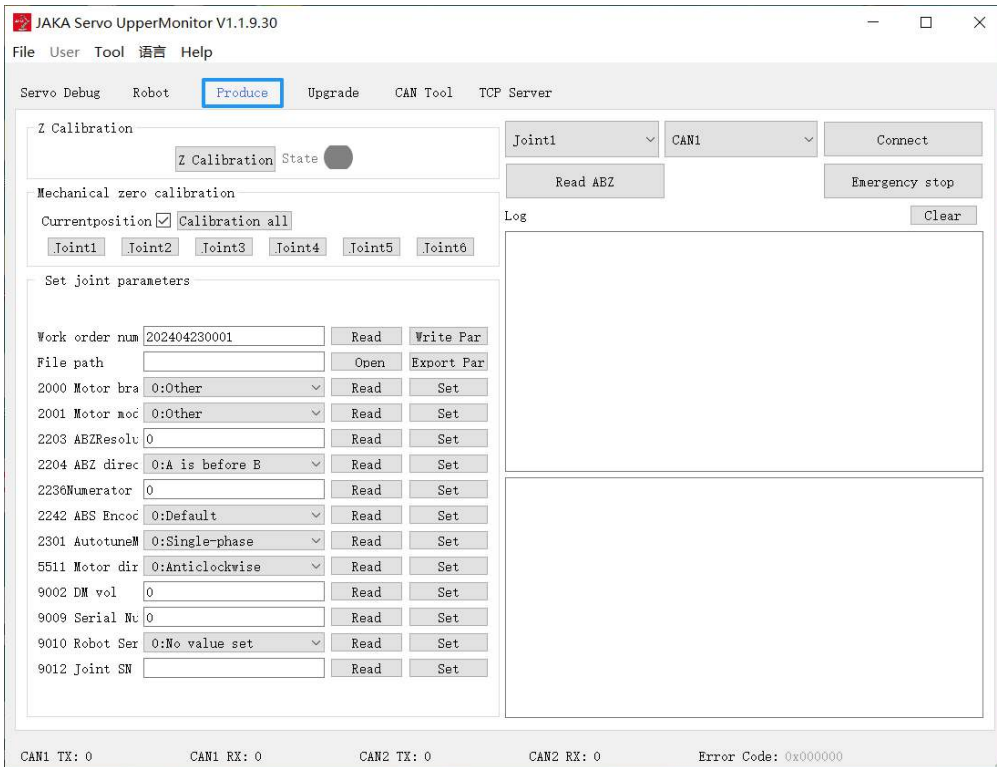 JAKA Servo UpperMonitor V1.1.9.30
File User Tool 语言 Help
Servo Debug Robot Produce Upgrade CAN Tool TCP Server
Z Calibration
Z Calibration State
Mechanical zero calibration
Currentposition Calibration all
Joint1 Joint2 Joint3 Joint4 Joint5 Joint6
Set joint parameters
Work order num 202404230001 Read Write Par
File path Open Export Par
2000 Motor bra 0:Other Read Set
2001 Motor mod 0:Other Read Set
2203 ABZResolu 0 Read Set
2204 ABZ direc 0:A is before B Read Set
2236Numerator 0 Read Set
2242 ABS Encod 0:Default Read Set
2301 AutotuneM 0:Single-phase Read Set
5511 Motor dir 0:Anticlockwise Read Set
9002 DM vol 0 Read Set
9009 Serial Nu 0 Read Set
9010 Robot Ser 0:No value set Read Set
9012 Joint SN Read Set
Joint1 CAN1 Connect
Read ABZ Emergency stop
Log Clear
CAN1 TX: 0 CAN1 RX: 0 CAN2 TX: 0 CAN2 RX: 0 Error Code: 0x000000